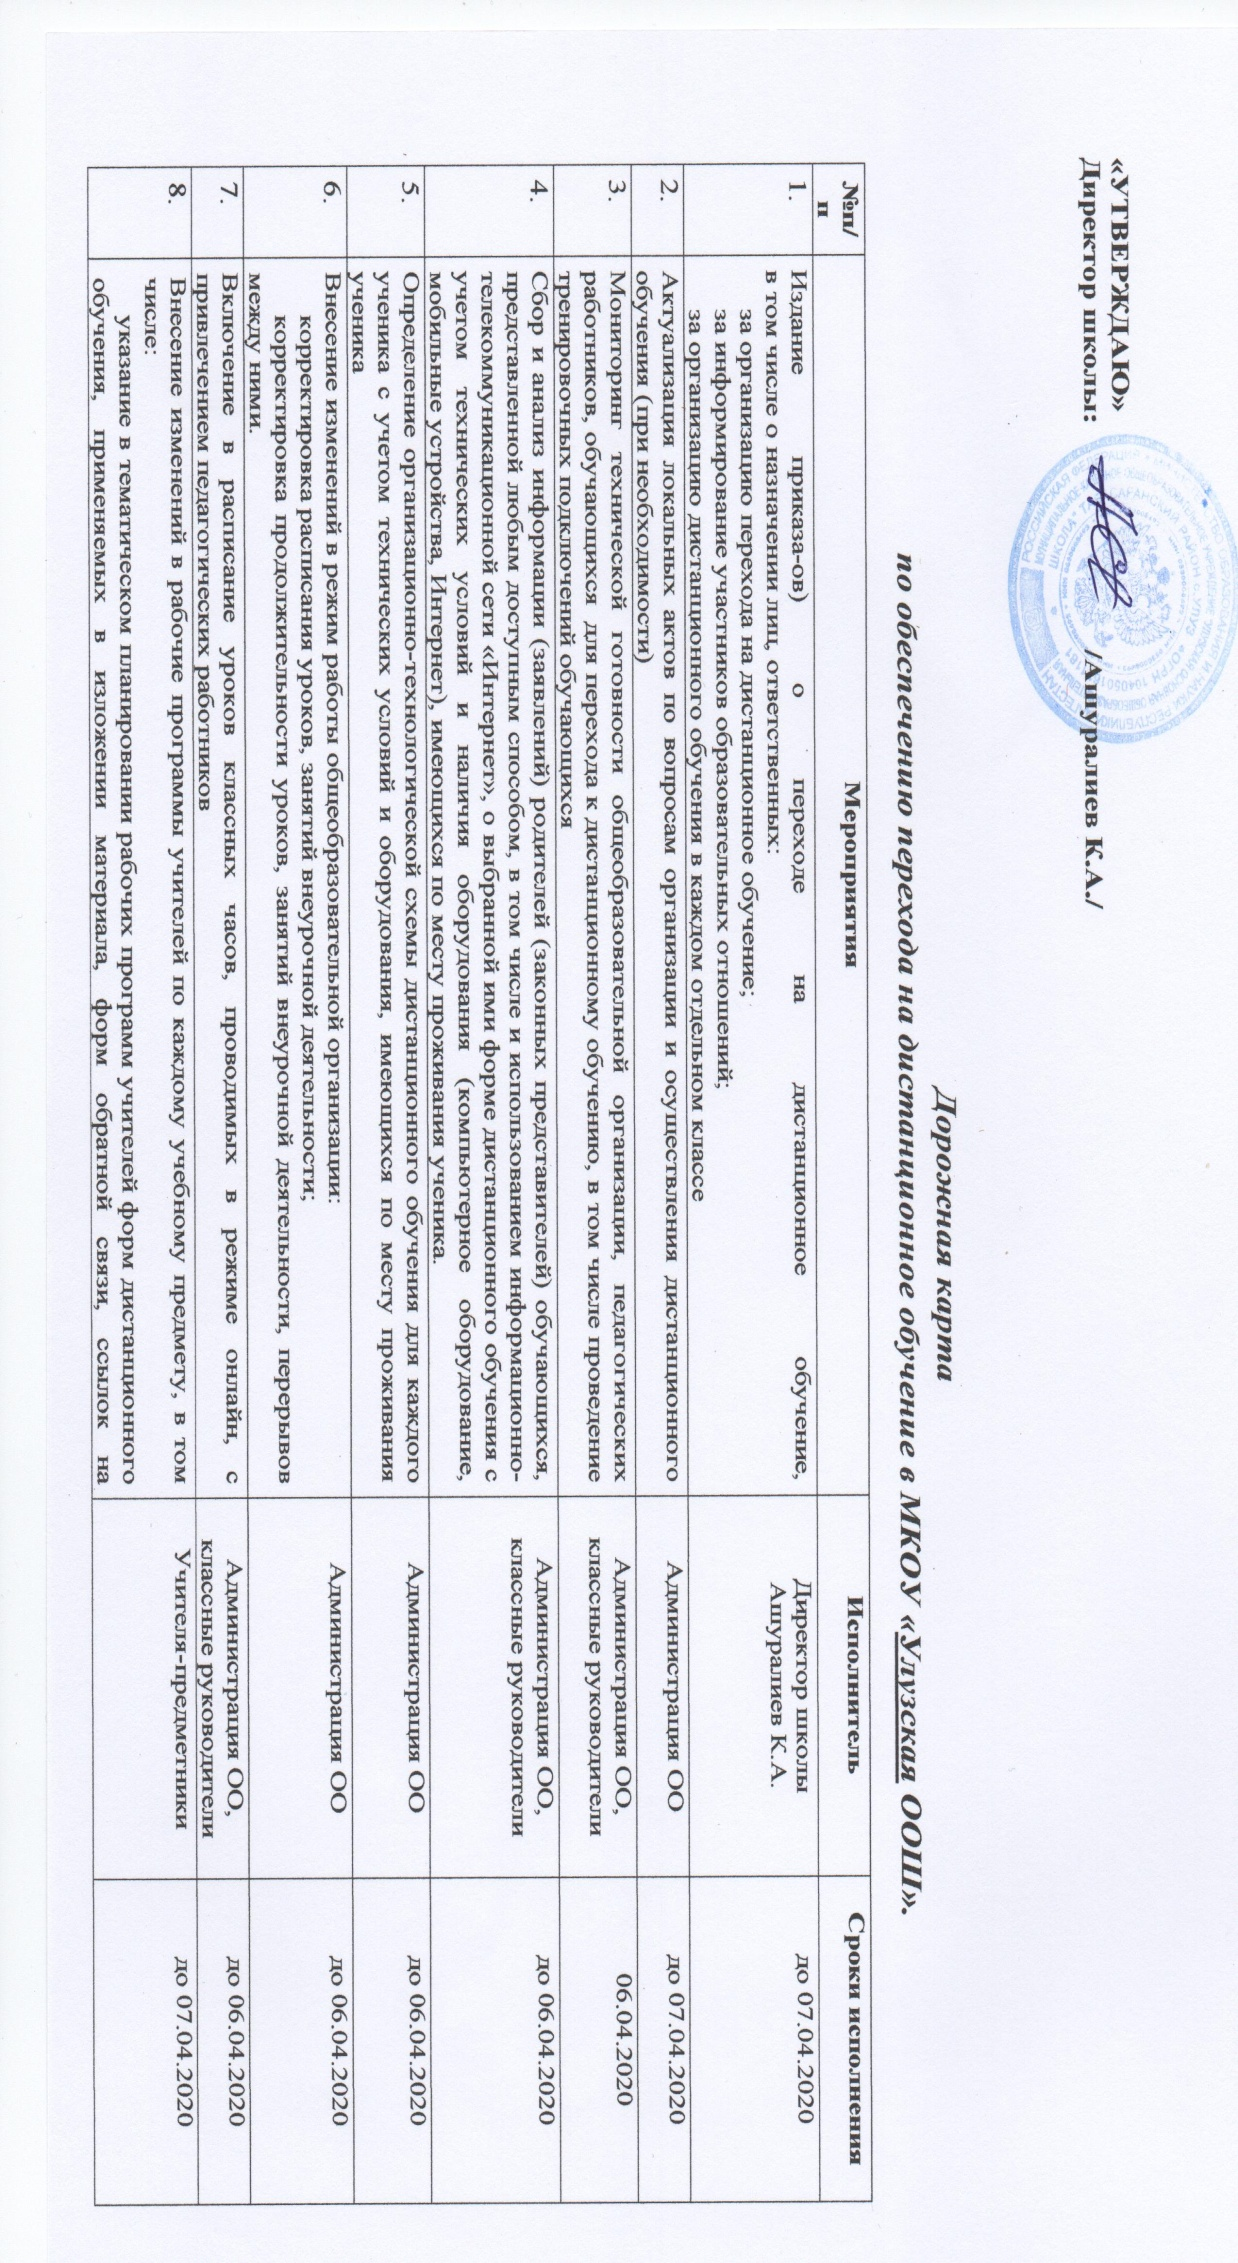 «УТВЕРЖДАЮ»
Директор школы: /Ашуралиев К.А./
Дорожная карта
по обеспечению перехода на дистанционное обучение в МКОУ «Улузская ООШ».
№п/п Мероприятия Исполнитель Сроки исполнения
1. Издание приказа–ов) о переходе на дистанционное обучение, Директор школы до 07.04.2020
в том числе о назначении лиц, ответственных: Ашуралиев К.А.
за организацию перехода на дистанционное обучение;
за информирование участников образовательных отношений;
за организацию дистанционного обучения в каждом отдельном классе
2. Актуализация локальных актов по вопросам организации и осуществления дистанционного Администрация ОО до 07.04.2020
обучения (при необходимости)
3. Мониторинг технической готовности общеобразовательной организации, педагогических Администрация ОО, 06.04.2020
работников, обучающихся для перехода к дистанционному обучению, в том числе проведение классные руководители
тренировочных подключений обучающихся
4. Сбор и анализ информации (заявлений) родителей (законных представителей) обучающихся, Администрация ОО, до 06.04.2020
представленной любым доступным способом, в том числе и использованием информационно- классные руководители
телекоммуникационной сети «Интернет», о выбранной ими форме дистанционного обучения с
учетом технических условий и наличия оборудования (компьютерное оборудование,
мобильные устройства, Интернет), имеющихся по месту проживания ученика.
5. Определение организационно-технологической схемы дистанционного обучения для каждого Администрация ОО до 06.04.2020
ученика с учетом технических условий и оборудования, имеющихся по месту проживания
ученика
6. Внесение изменений в режим работы общеобразовательной организации: Администрация ОО до 06.04.2020
корректировка расписания уроков, занятий внеурочной деятельности;
корректировка продолжительности уроков, занятий внеурочной деятельности, перерывов
между ними.
7. Включение в расписание уроков классных часов, проводимых в режиме онлайн, с Администрация ОО, до 06.04.2020
привлечением педагогических работников классные руководители
8. Внесение изменений в рабочие программы учителей по каждому учебному предмету, в том Учителя-предметники до 07.04.2020
числе:
указание в тематическом планировании рабочих программ учителей форм дистанционного
обучения, применяемых в изложении материала, форм обратной связи, ссылок на